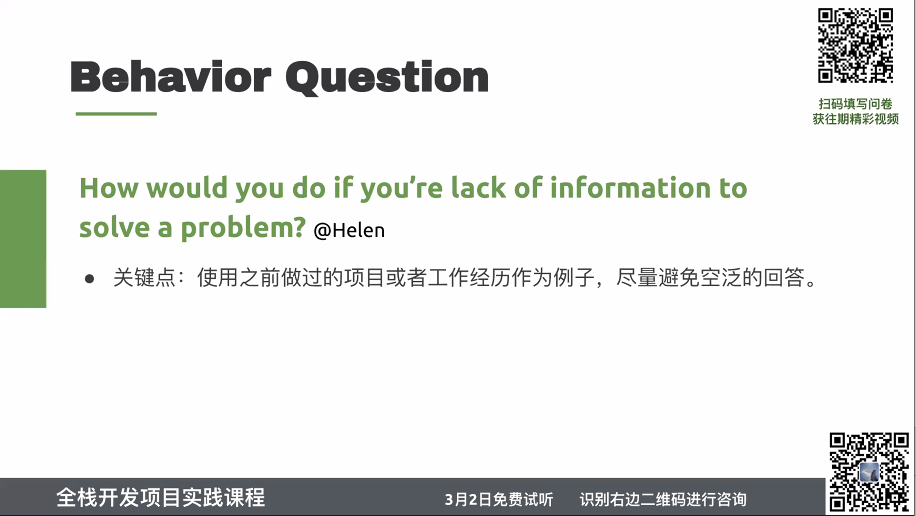 Behavior Question
扫码填写问卷
获往期精彩视频
How would you do if you’re lack of information to
solve a problem? @Helen
● 关键点：使用之前做过的项目或者工作经历作为例子，尽量避免空泛的回答。
全栈开发项目实践课程
3月2日免费试听 识别右边二维码进行咨询